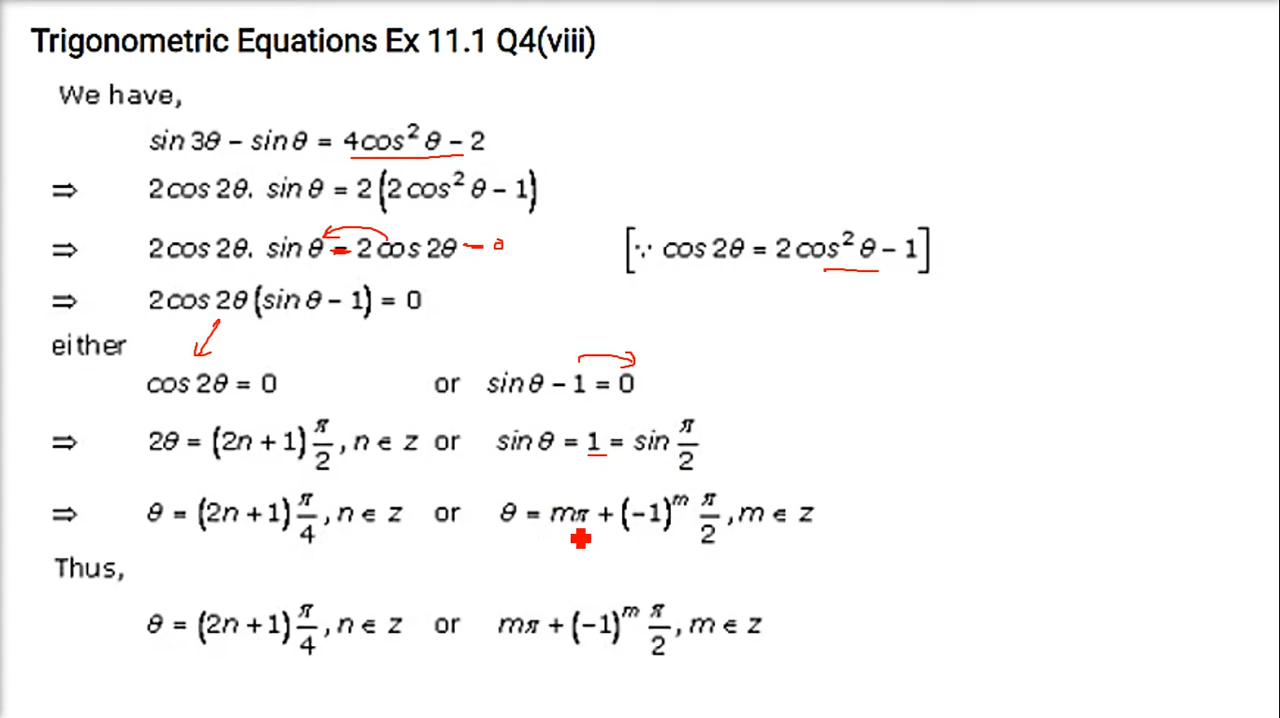 Trigonometric Equations Ex 11.1 Q4(viii)
We have,
sin 3θ − sin θ = 4cos² θ − 2
⇒ 2cos 2θ. sin θ = 2(2cos² θ − 1)
⇒ 2cos 2θ. sin θ = 2cos 2θ − 0 [∵ cos 2θ = 2cos² θ − 1]
⇒ 2cos 2θ(sin θ − 1) = 0
either
cos 2θ = 0 or sin θ − 1 = 0
⇒ 2θ = (2n + 1)π/2, n ∈ z or sin θ = 1 = sin π/2
⇒ θ = (2n + 1)π/4, n ∈ z or θ = mπ + (−1)ᵐ π/2, m ∈ z
Thus,
θ = (2n + 1)π/4, n ∈ z or mπ + (−1)ᵐ π/2, m ∈ z